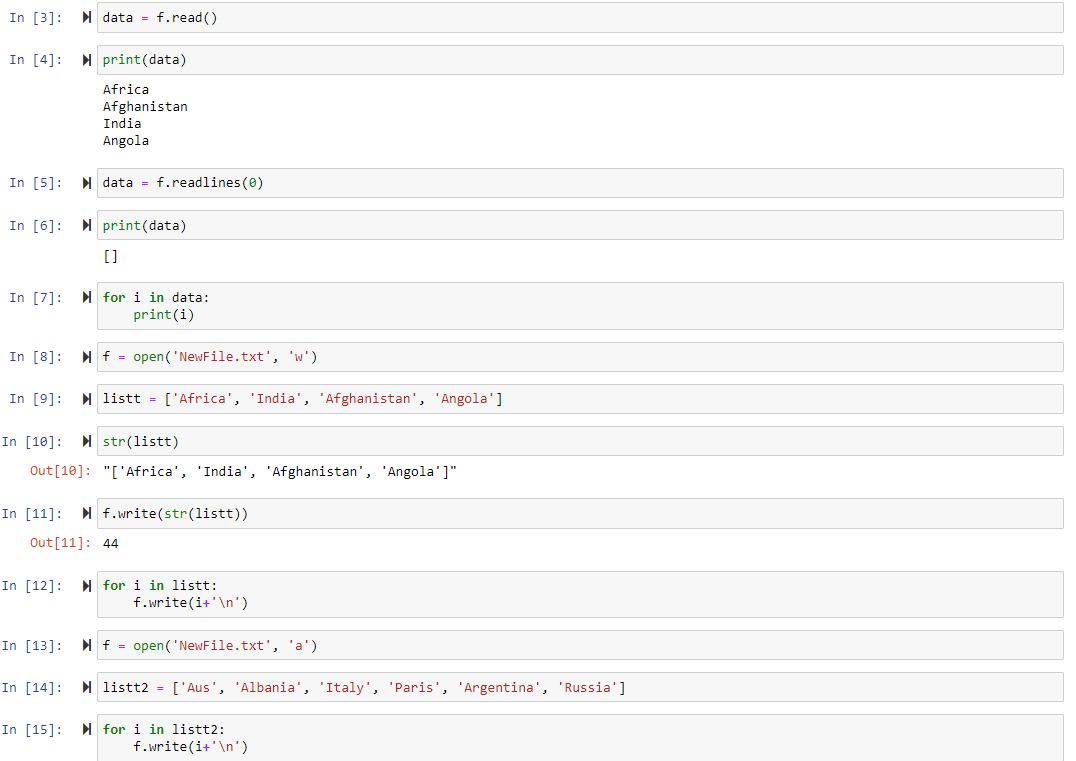 In [3]: data = f.read()
In [4]: print(data)
Africa
Afghanistan
India
Angola
In [5]: data = f.readlines(0)
In [6]: print(data)
[]
In [7]: for i in data:
    print(i)
In [8]: f = open('NewFile.txt', 'w')
In [9]: listt = ['Africa', 'India', 'Afghanistan', 'Angola']
In [10]: str(listt)
Out[10]: "['Africa', 'India', 'Afghanistan', 'Angola']"
In [11]: f.write(str(listt))
Out[11]: 44
In [12]: for i in listt:
    f.write(i+'\n')
In [13]: f = open('NewFile.txt', 'a')
In [14]: listt2 = ['Aus', 'Albania', 'Italy', 'Paris', 'Argentina', 'Russia']
In [15]: for i in listt2:
    f.write(i+'\n')